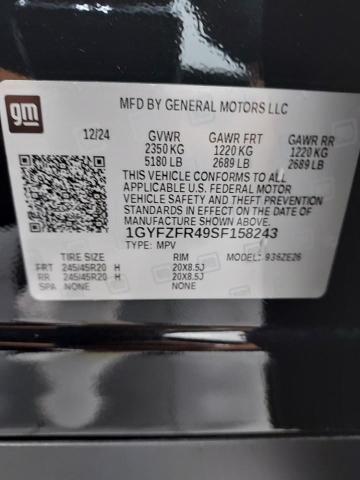 gm
MFD BY GENERAL MOTORS LLC
12/24 GVWR GAWR FRT GAWR RR
2350 KG 1220 KG 1220 KG
5180 LB 2689 LB 2689 LB
THIS VEHICLE CONFORMS TO ALL
APPLICABLE U.S. FEDERAL MOTOR
VEHICLE SAFETY AND THEFT PREVENTION
STANDARDS IN EFFECT ON THE DATE OF
MANUFACTURE SHOWN ABOVE.
1GYFZFR49SF158243
TYPE: MPV MODEL: 936ZE26
TIRE SIZE RIM
FRT 245/45R20 H 20X8.5J
RR 245/45R20 H 20X8.5J
SPA NONE NONE